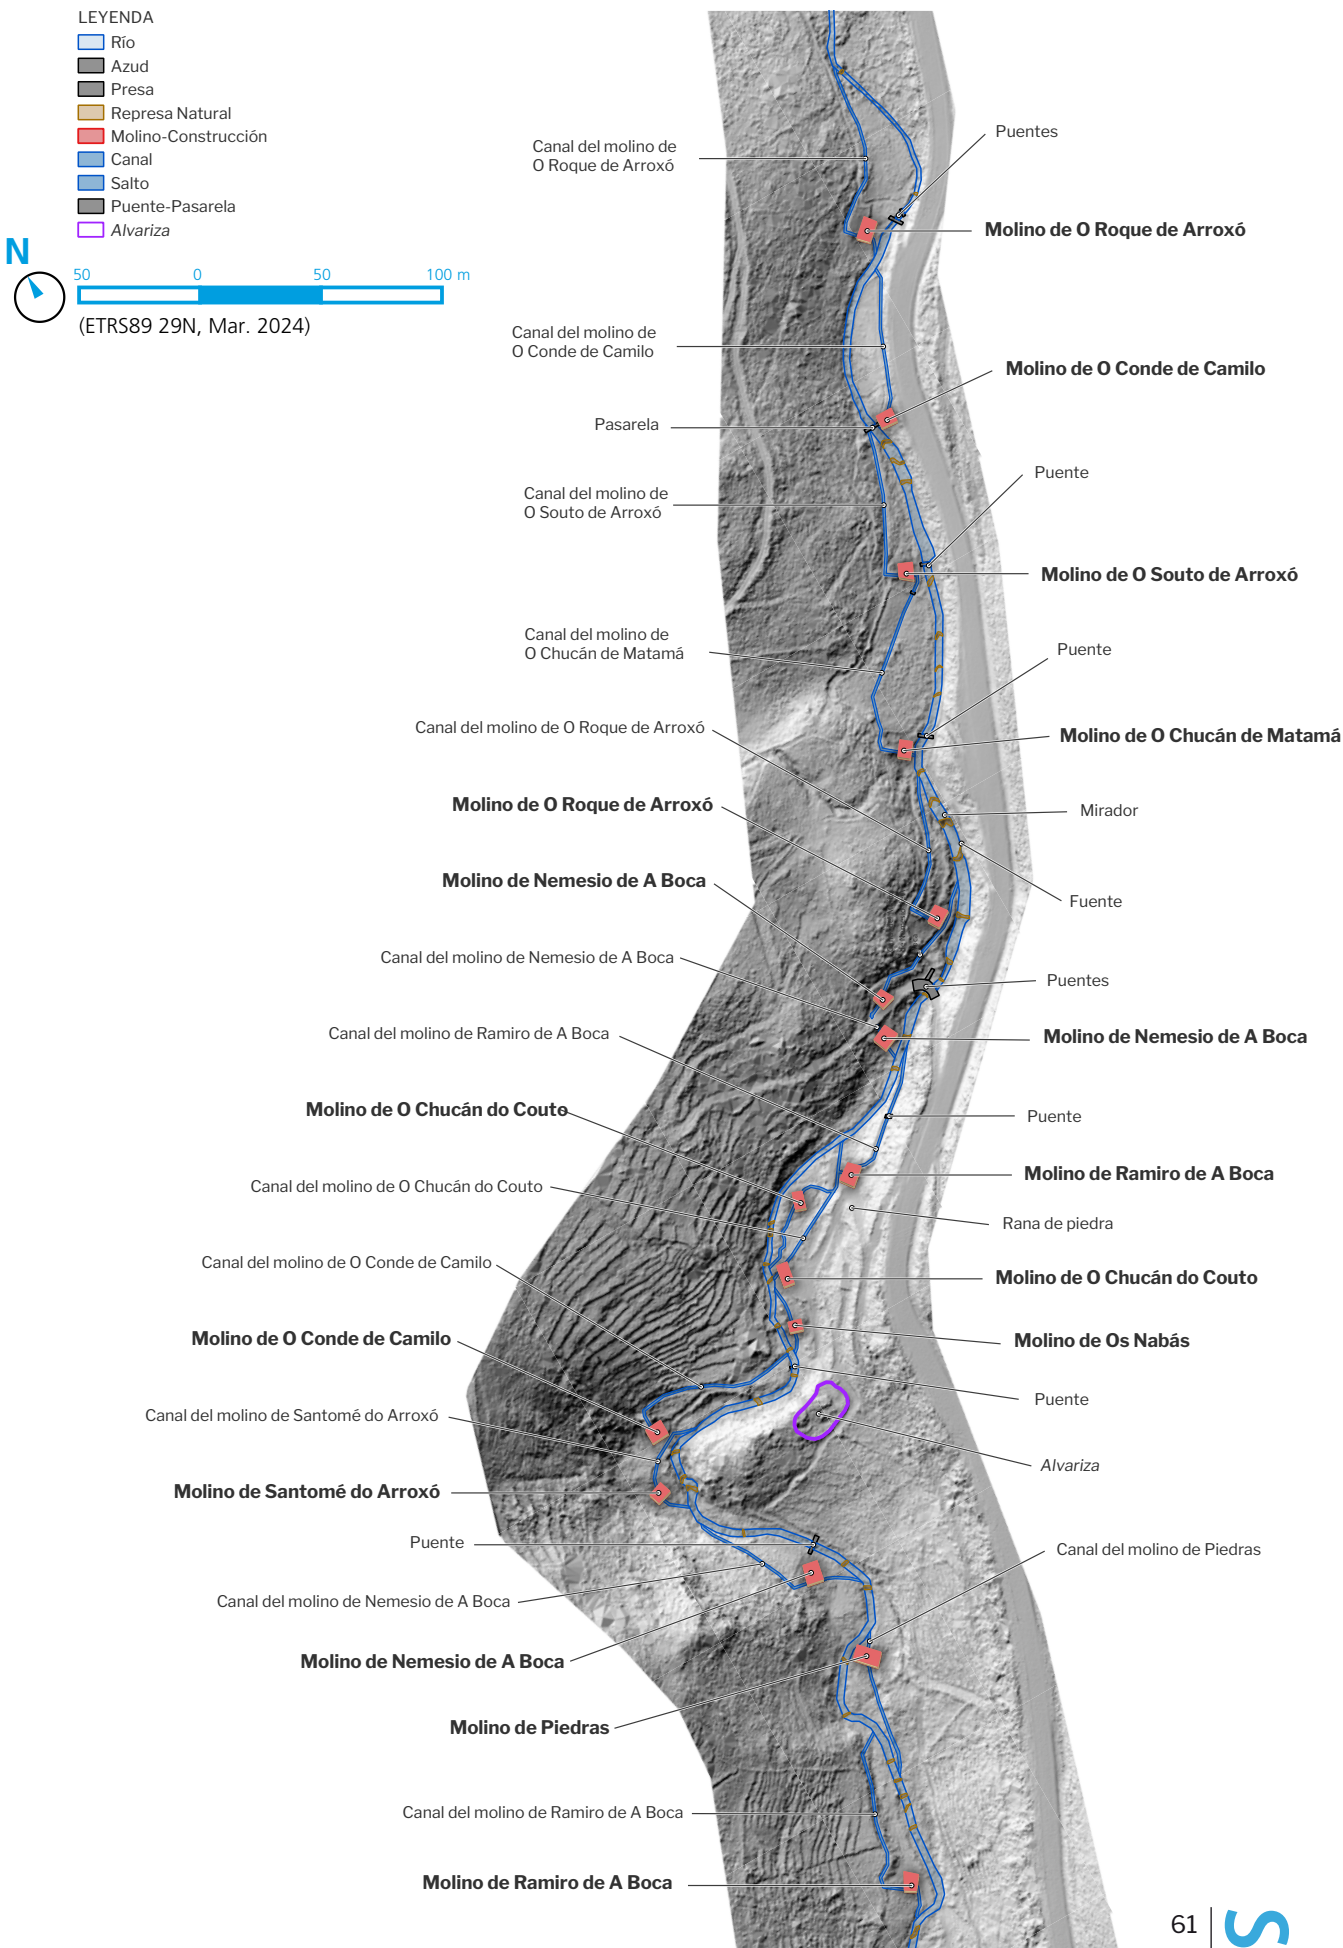 LEYENDA
Río
Azud
Presa
Represa Natural
Molino-Construcción
Canal
Salto
Puente-Pasarela
Alvariza
N
50 0 50 100 m
(ETRS89 29N, Mar. 2024)
Puentes
Canal del molino de
O Roque de Arroxó
Molino de O Roque de Arroxó
Canal del molino de
O Conde de Camilo
Molino de O Conde de Camilo
Pasarela
Puente
Canal del molino de
O Souto de Arroxó
Molino de O Souto de Arroxó
Canal del molino de
O Chucán de Matamá
Puente
Canal del molino de O Roque de Arroxó
Molino de O Chucán de Matamá
Molino de O Roque de Arroxó
Mirador
Molino de Nemesio de A Boca
Fuente
Canal del molino de Nemesio de A Boca
Puentes
Canal del molino de Ramiro de A Boca
Molino de Nemesio de A Boca
Molino de O Chucán do Couto
Puente
Molino de Ramiro de A Boca
Canal del molino de O Chucán do Couto
Rana de piedra
Canal del molino de O Conde de Camilo
Molino de O Chucán do Couto
Molino de O Conde de Camilo
Molino de Os Nabás
Puente
Canal del molino de Santomé do Arroxó
Alvariza
Molino de Santomé do Arroxó
Puente
Canal del molino de Piedras
Canal del molino de Nemesio de A Boca
Molino de Nemesio de A Boca
Molino de Piedras
Canal del molino de Ramiro de A Boca
Molino de Ramiro de A Boca
61